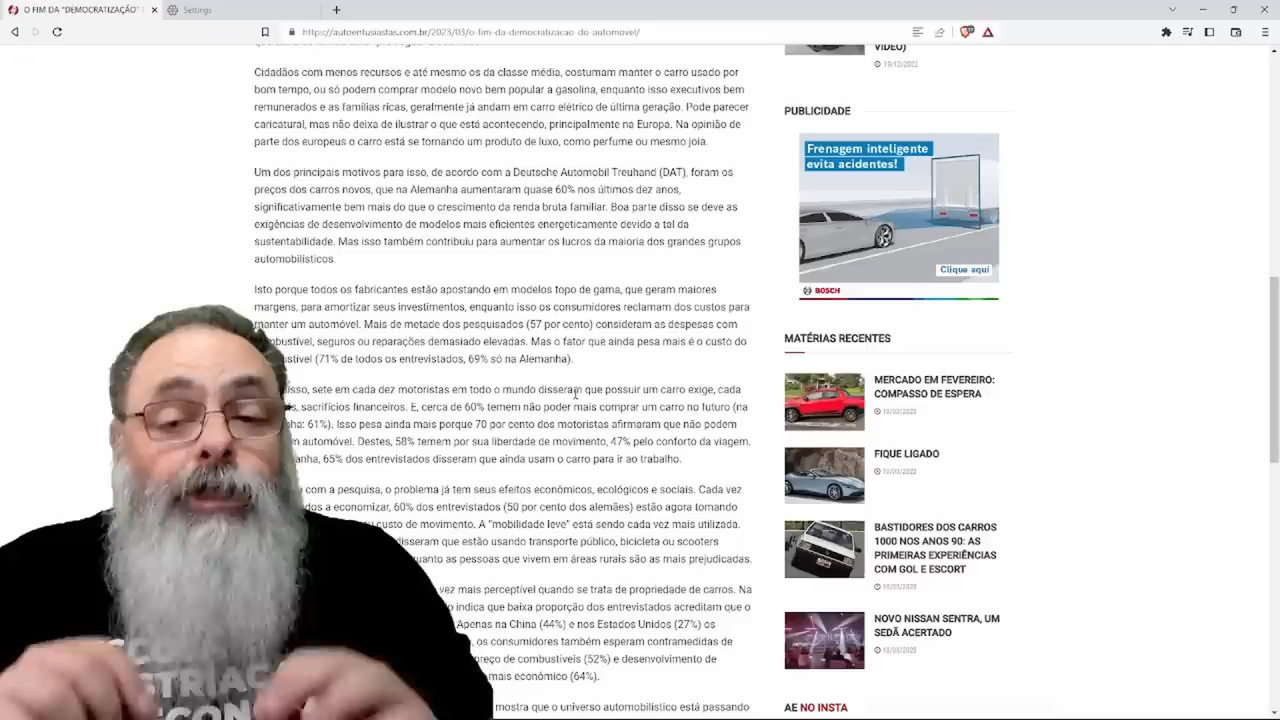 O FIM DA "DEMOCRATIZAÇÃO"
Settings
https://autoentusiastas.com.br/2023/03/o-fim-da-democratizacao-do-automovel/
Cidadãos com menos recursos e até mesmo os da classe média, costumam manter o carro usado por
bom tempo, ou só podem comprar modelo novo bem popular a gasolina, enquanto isso executivos bem
remunerados e as famílias ricas, geralmente já andam em carro elétrico de última geração. Pode parecer
caricatural, mas não deixa de ilustrar o que está acontecendo, principalmente na Europa. Na opinião de
parte dos europeus o carro está se tornando um produto de luxo, como perfume ou mesmo joia.
Um dos principais motivos para isso, de acordo com a Deutsche Automobil Treuhand (DAT), foram os
preços dos carros novos, que na Alemanha aumentaram quase 60% nos últimos dez anos,
significativamente bem mais do que o crescimento da renda bruta familiar. Boa parte disso se deve as
exigências de desenvolvimento de modelos mais eficientes energeticamente devido a tal da
sustentabilidade. Mas isso também contribuiu para aumentar os lucros da maioria dos grandes grupos
automobilísticos.
Isto porque todos os fabricantes estão apostando em modelos topo de gama, que geram maiores
margens, para amortizar seus investimentos, enquanto isso os consumidores reclamam dos custos para
manter um automóvel. Mais de metade dos pesquisados (57 por cento) consideram as despesas com
seguros ou reparações demasiado elevadas. Mas o fator que ainda pesa mais é o custo do
(71% de todos os entrevistados, 69% só na Alemanha).
sso, sete em cada dez motoristas em todo o mundo disseram que possuir um carro exige, cada
sacrifícios financeiros. E, cerca de 60% temem não poder mais comprar um carro no futuro (na
61%). Isso pesa ainda mais porque 70 por cento dos motoristas afirmaram que não podem
m automóvel. Destes, 58% temem por sua liberdade de movimento, 47% pelo conforto da viagem.
anha, 65% dos entrevistados disseram que ainda usam o carro para ir ao trabalho.
com a pesquisa, o problema já tem seus efeitos econômicos, ecológicos e sociais. Cada vez
a economizar, 60% dos entrevistados (50 por cento dos alemães) estão agora tomando
custo de movimento. A "mobilidade leve" está sendo cada vez mais utilizada.
disseram que estão usando transporte público, bicicleta ou scooters
quanto as pessoas que vivem em áreas rurais são as mais prejudicadas.
vez mais perceptível quando se trata de propriedade de carros. Na
indica que baixa proporção dos entrevistados acreditam que o
Apenas na China (44%) e nos Estados Unidos (27%) os
os consumidores também esperam contramedidas de
preço de combustíveis (52%) e desenvolvimento de
mais econômico (64%).
mostra que o universo automobilístico está passando
VÍDEO)
19/12/2022
PUBLICIDADE
Frenagem inteligente
evita acidentes!
Clique aqui
BOSCH
MATÉRIAS RECENTES
MERCADO EM FEVEREIRO:
COMPASSO DE ESPERA
FIQUE LIGADO
BASTIDORES DOS CARROS
1000 NOS ANOS 90: AS
PRIMEIRAS EXPERIÊNCIAS
COM GOL E ESCORT
NOVO NISSAN SENTRA, UM
SEDÃ ACERTADO
AE NO INSTA